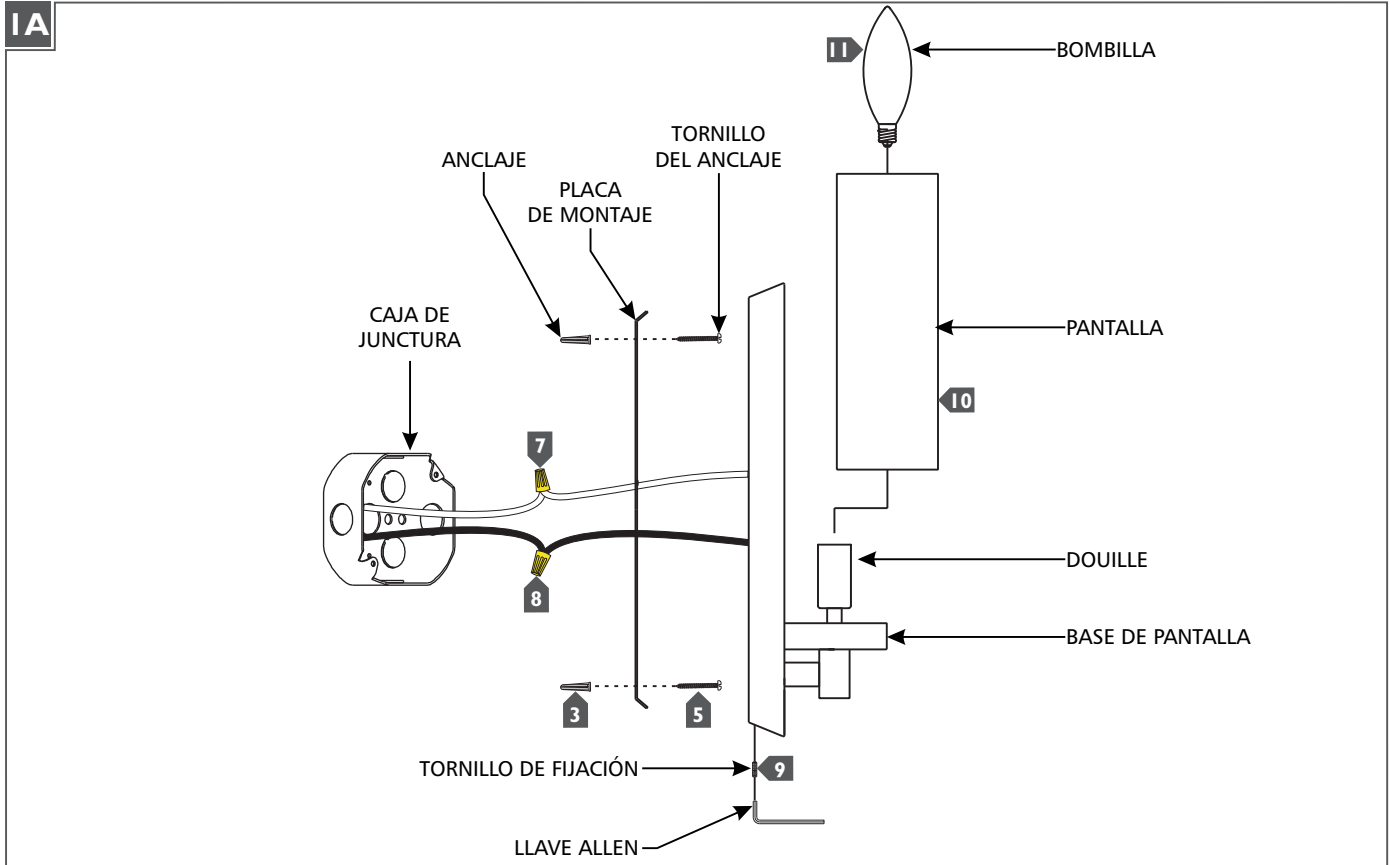 1A
11
BOMBILLA
TORNILLO
DEL ANCLAJE
ANCLAJE
PLACA
DE MONTAJE
CAJA DE
JUNCTURA
PANTALLA
10
7
8
DOUILLE
BASE DE PANTALLA
3
5
TORNILLO DE FIJACIÓN
9
LLAVE ALLEN